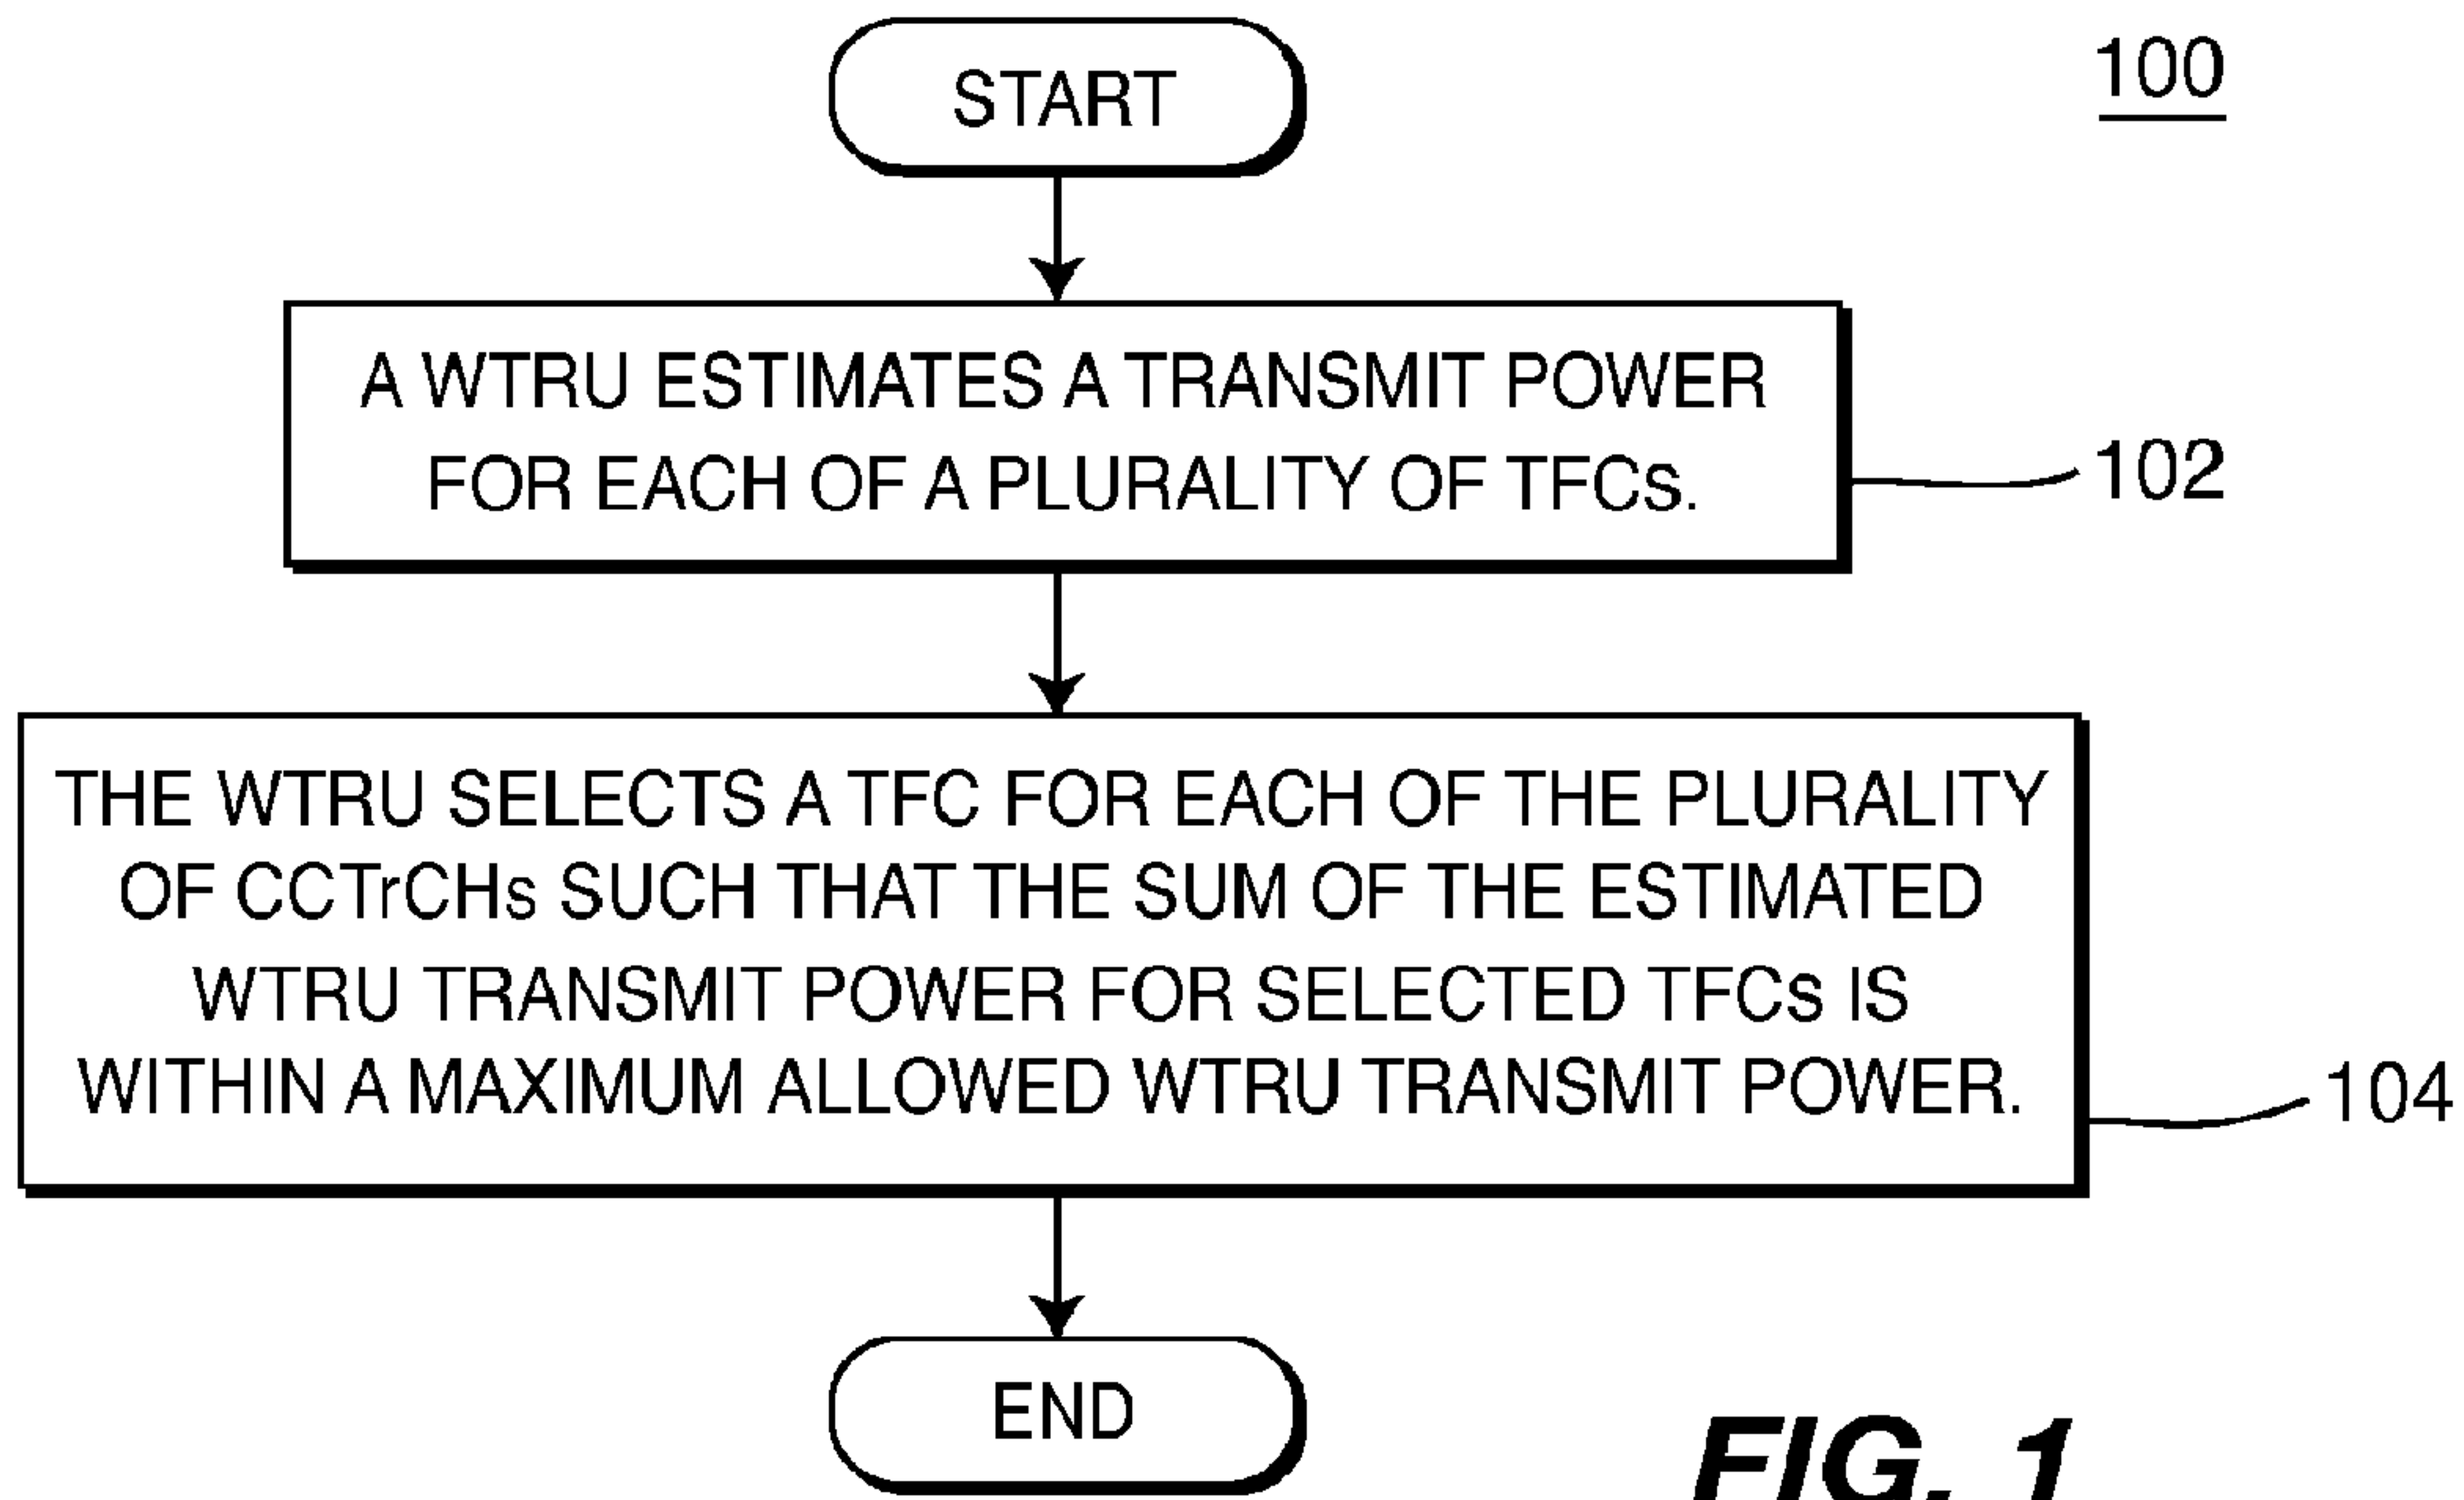 START
100
A WTRU ESTIMATES A TRANSMIT POWER
FOR EACH OF A PLURALITY OF TFCs.
102
THE WTRU SELECTS A TFC FOR EACH OF THE PLURALITY
OF CCTrCHs SUCH THAT THE SUM OF THE ESTIMATED
WTRU TRANSMIT POWER FOR SELECTED TFCs IS
WITHIN A MAXIMUM ALLOWED WTRU TRANSMIT POWER.
104
END
FIG. 1